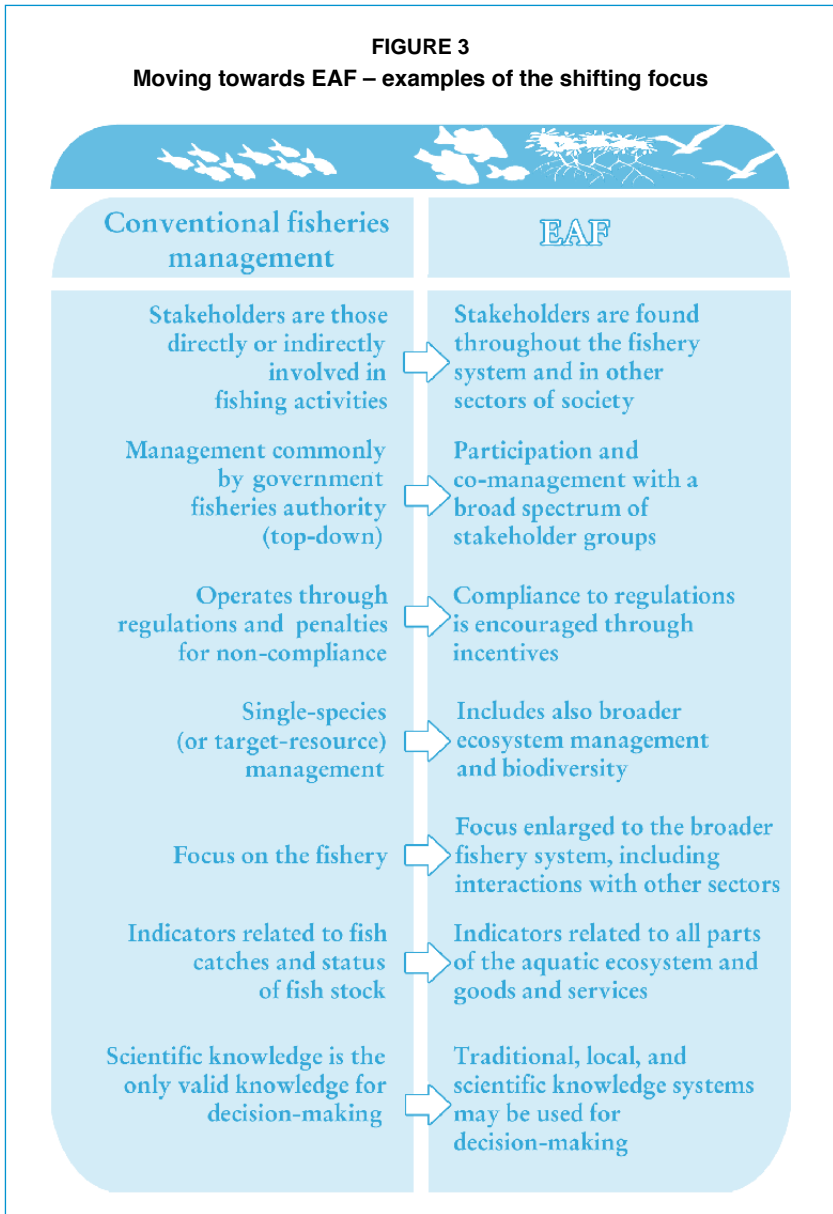 FIGURE 3
Moving towards EAF – examples of the shifting focus
Conventional fisheries
management
EAF
Stakeholders are those
directly or indirectly
involved in
fishing activities
Stakeholders are found
throughout the fishery
system and in other
sectors of society
Management commonly
by government
fisheries authority
(top-down)
Participation and
co-management with a
broad spectrum of
stakeholder groups
Operates through
regulations and penalties
for non-compliance
Compliance to regulations
is encouraged through
incentives
Single-species
(or target-resource)
management
Includes also broader
ecosystem management
and biodiversity
Focus on the fishery
Focus enlarged to the broader
fishery system, including
interactions with other sectors
Indicators related to fish
catches and status
of fish stock
Indicators related to all parts
of the aquatic ecosystem and
goods and services
Scientific knowledge is the
only valid knowledge for
decision-making
Traditional, local, and
scientific knowledge systems
may be used for
decision-making